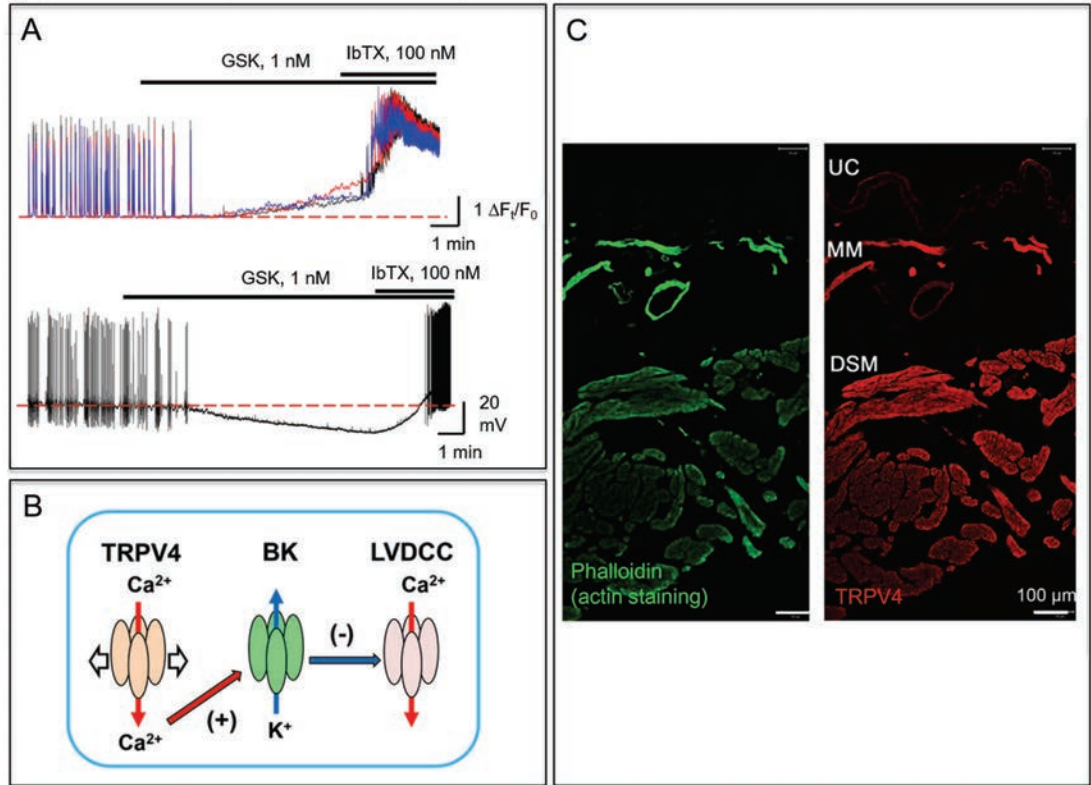 A
GSK, 1 nM
IbTX, 100 nM
1 ΔFt/F0
1 min
GSK, 1 nM
IbTX, 100 nM
20
mV
1 min
B
TRPV4
BK
LVDCC
Ca2+
Ca2+
(-)
(+)
Ca2+
K+
C
UC
MM
DSM
Phalloidin
(actin staining)
TRPV4
100 µm